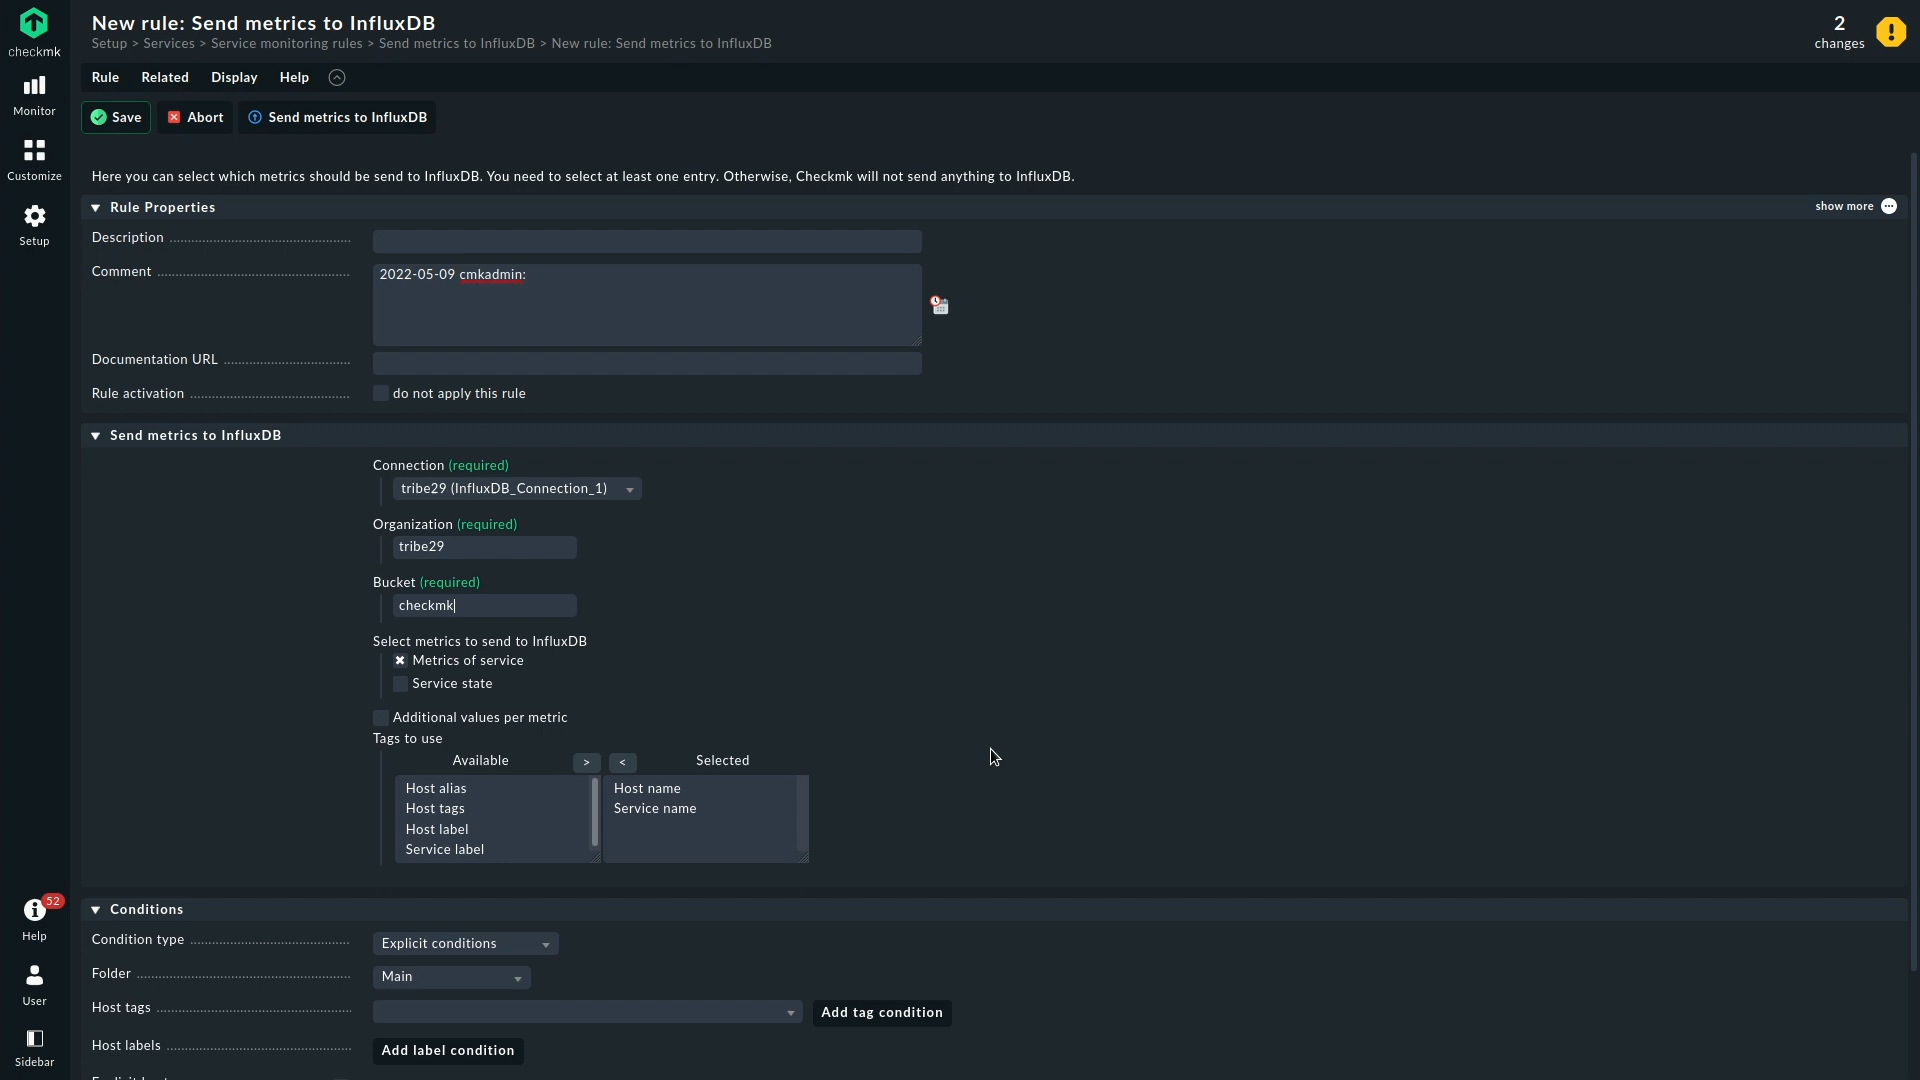 New rule: Send metrics to InfluxDB
Setup > Services > Service monitoring rules > Send metrics to InfluxDB > New rule: Send metrics to InfluxDB
2
changes
checkmk
Monitor
Customize
Setup
52
Help
User
Sidebar
Rule Related Display Help
Save Abort Send metrics to InfluxDB
Here you can select which metrics should be send to InfluxDB. You need to select at least one entry. Otherwise, Checkmk will not send anything to InfluxDB.
Rule Properties show more
Description
Comment 2022-05-09 cmkadmin:
Documentation URL
Rule activation do not apply this rule
Send metrics to InfluxDB
Connection (required)
tribe29 (InfluxDB_Connection_1)
Organization (required)
tribe29
Bucket (required)
checkmk
Select metrics to send to InfluxDB
Metrics of service
Service state
Additional values per metric
Tags to use
Available > < Selected
Host alias Host name
Host tags Service name
Host label
Service label
Conditions
Condition type Explicit conditions
Folder Main
Host tags Add tag condition
Host labels Add label condition